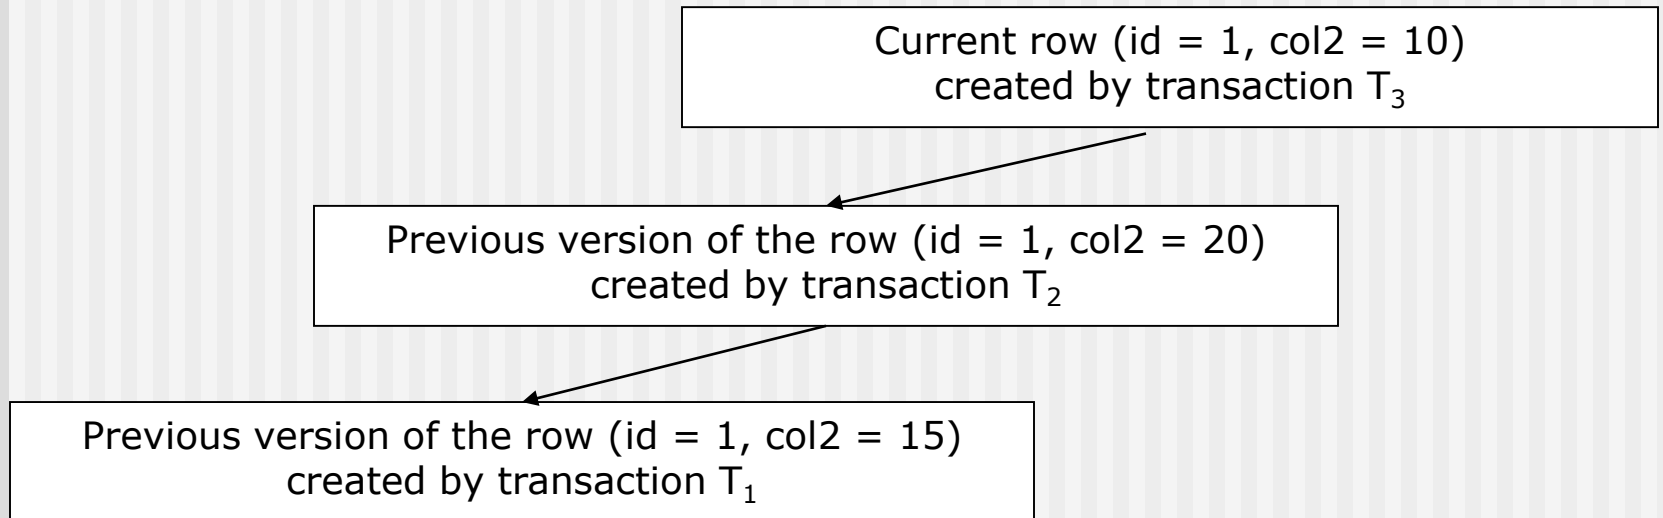 Current row (id = 1, col2 = 10)
created by transaction T₃
Previous version of the row (id = 1, col2 = 20)
created by transaction T₂
Previous version of the row (id = 1, col2 = 15)
created by transaction T₁